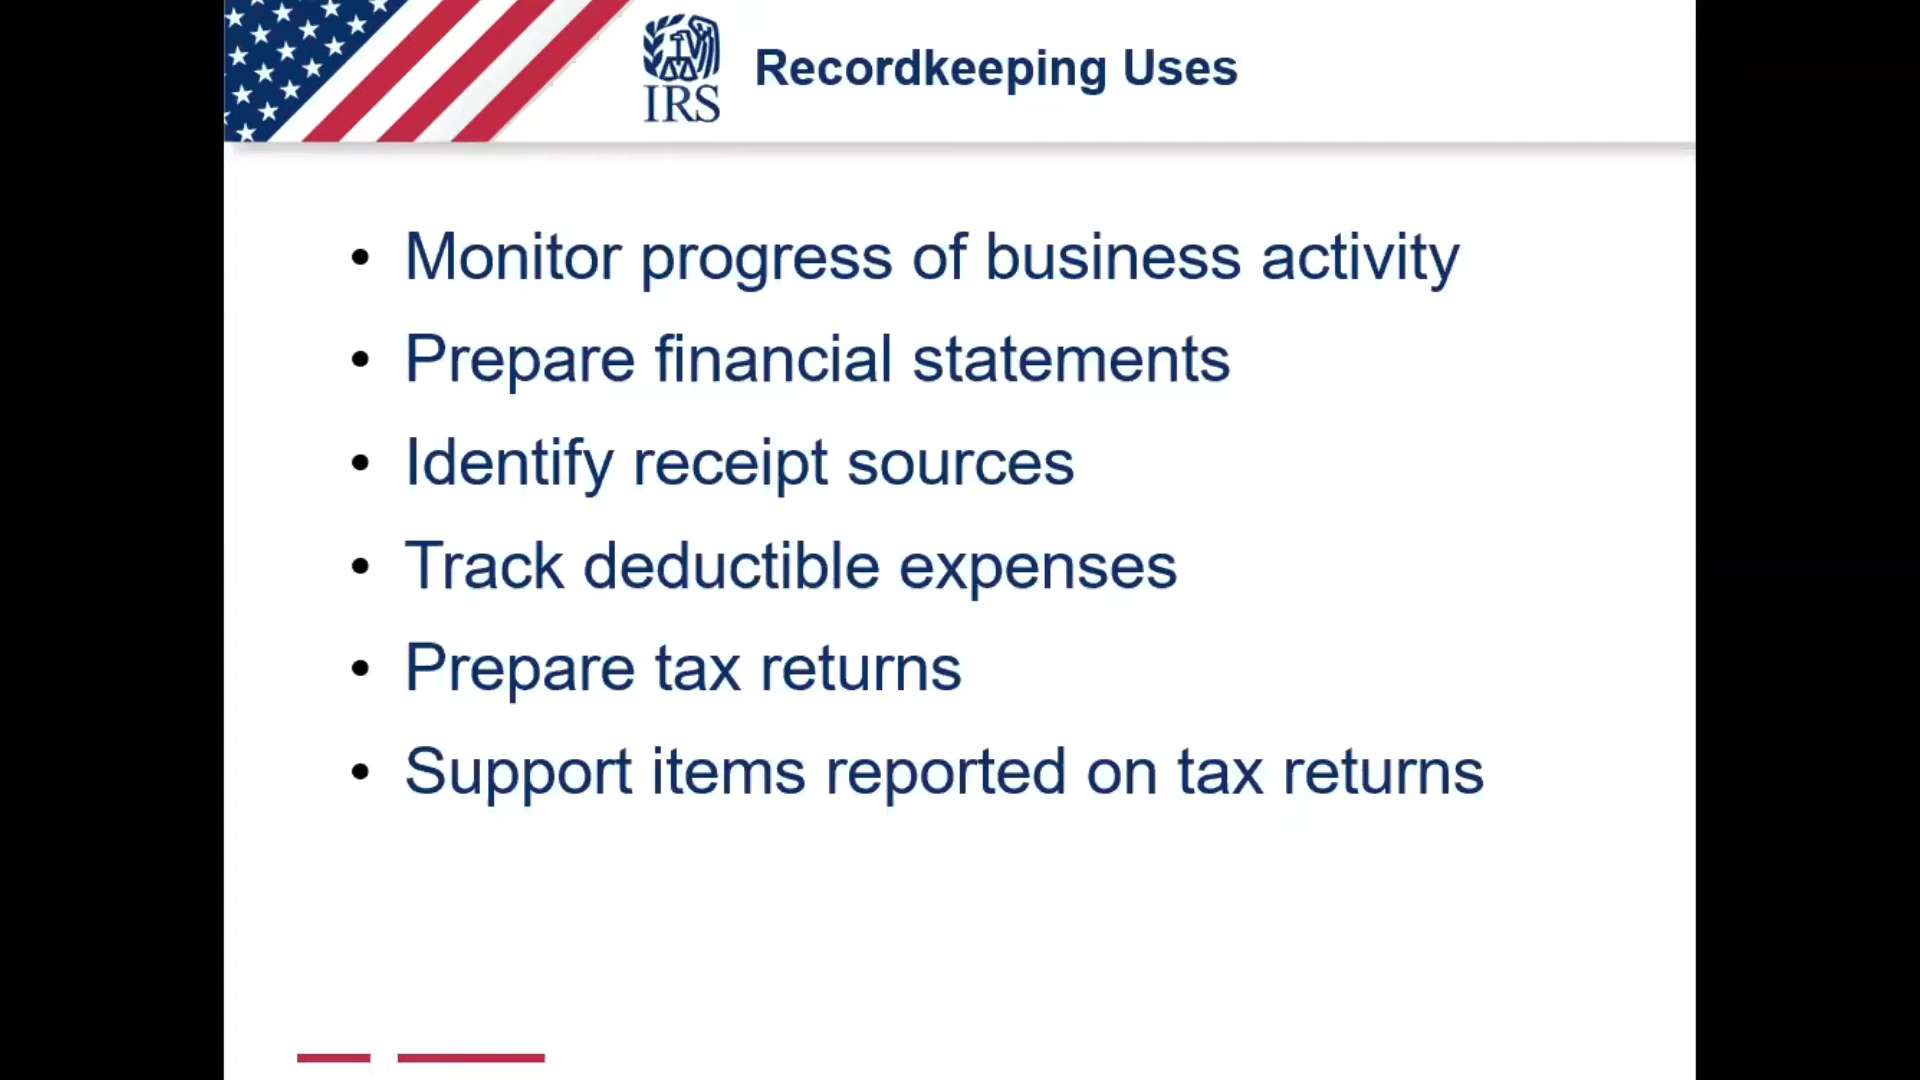 IRS
Recordkeeping Uses
• Monitor progress of business activity
• Prepare financial statements
• Identify receipt sources
• Track deductible expenses
• Prepare tax returns
• Support items reported on tax returns